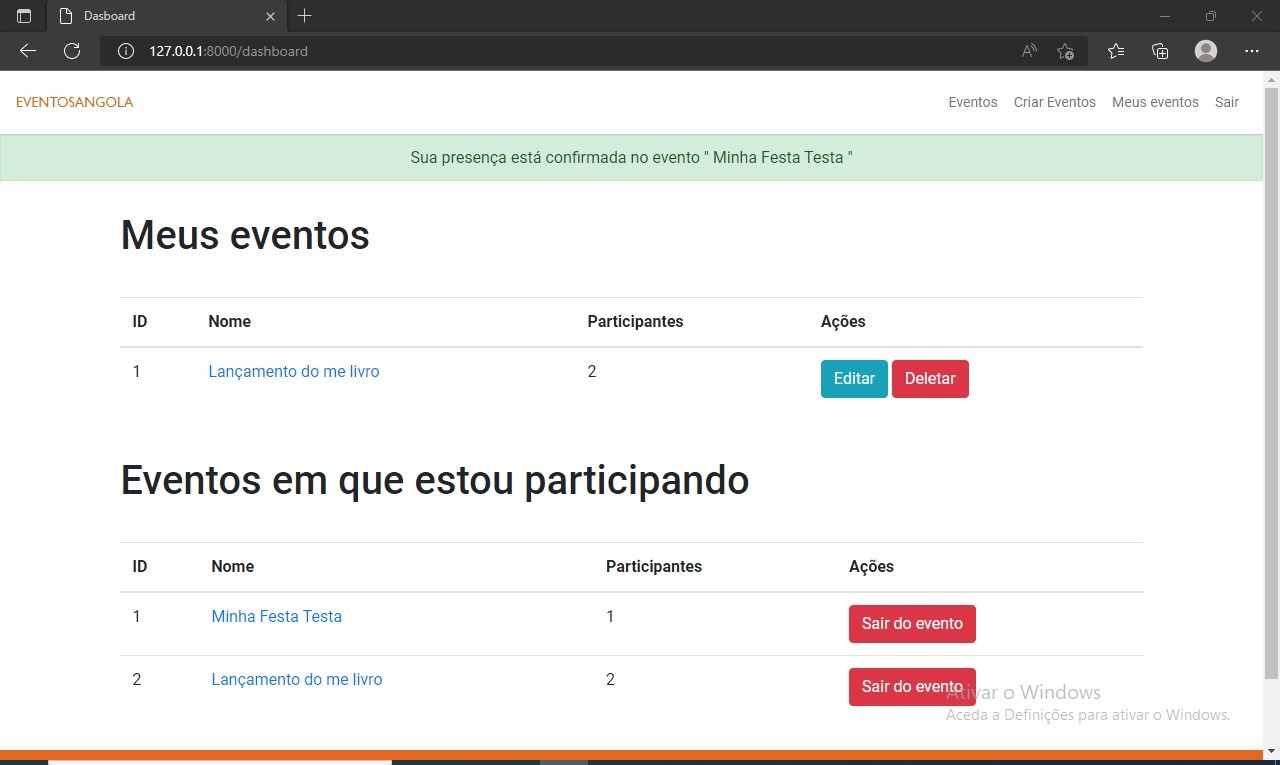 Dasboard
127.0.0.1:8000/dashboard
EVENTOSANGOLA
Eventos Criar Eventos Meus eventos Sair
Sua presença está confirmada no evento " Minha Festa Testa "
Meus eventos
ID Nome Participantes Ações
1 Lançamento do me livro 2 Editar Deletar
Eventos em que estou participando
ID Nome Participantes Ações
1 Minha Festa Testa 1 Sair do evento
2 Lançamento do me livro 2 Sair do evento
Ativar o Windows
Aceda a Definições para ativar o Windows.